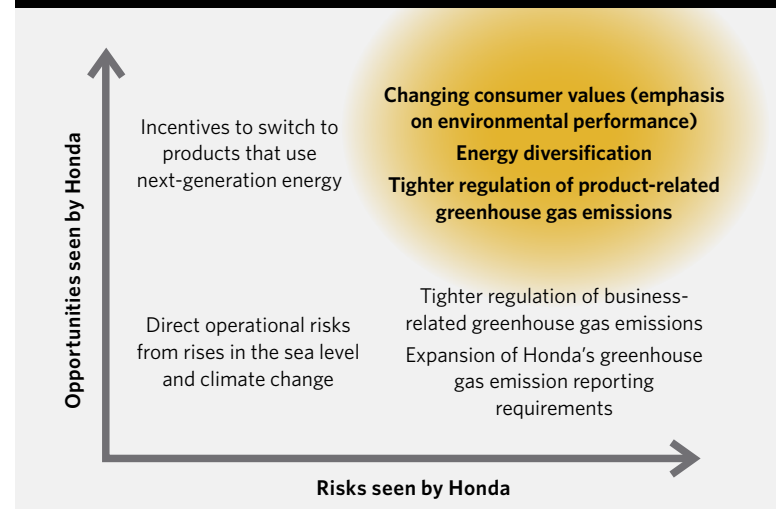 Opportunities seen by Honda
Incentives to switch to
products that use
next-generation energy
Changing consumer values (emphasis
on environmental performance)
Energy diversification
Tighter regulation of product-related
greenhouse gas emissions
Direct operational risks
from rises in the sea level
and climate change
Tighter regulation of business-
related greenhouse gas emissions
Expansion of Honda’s greenhouse
gas emission reporting
requirements
Risks seen by Honda